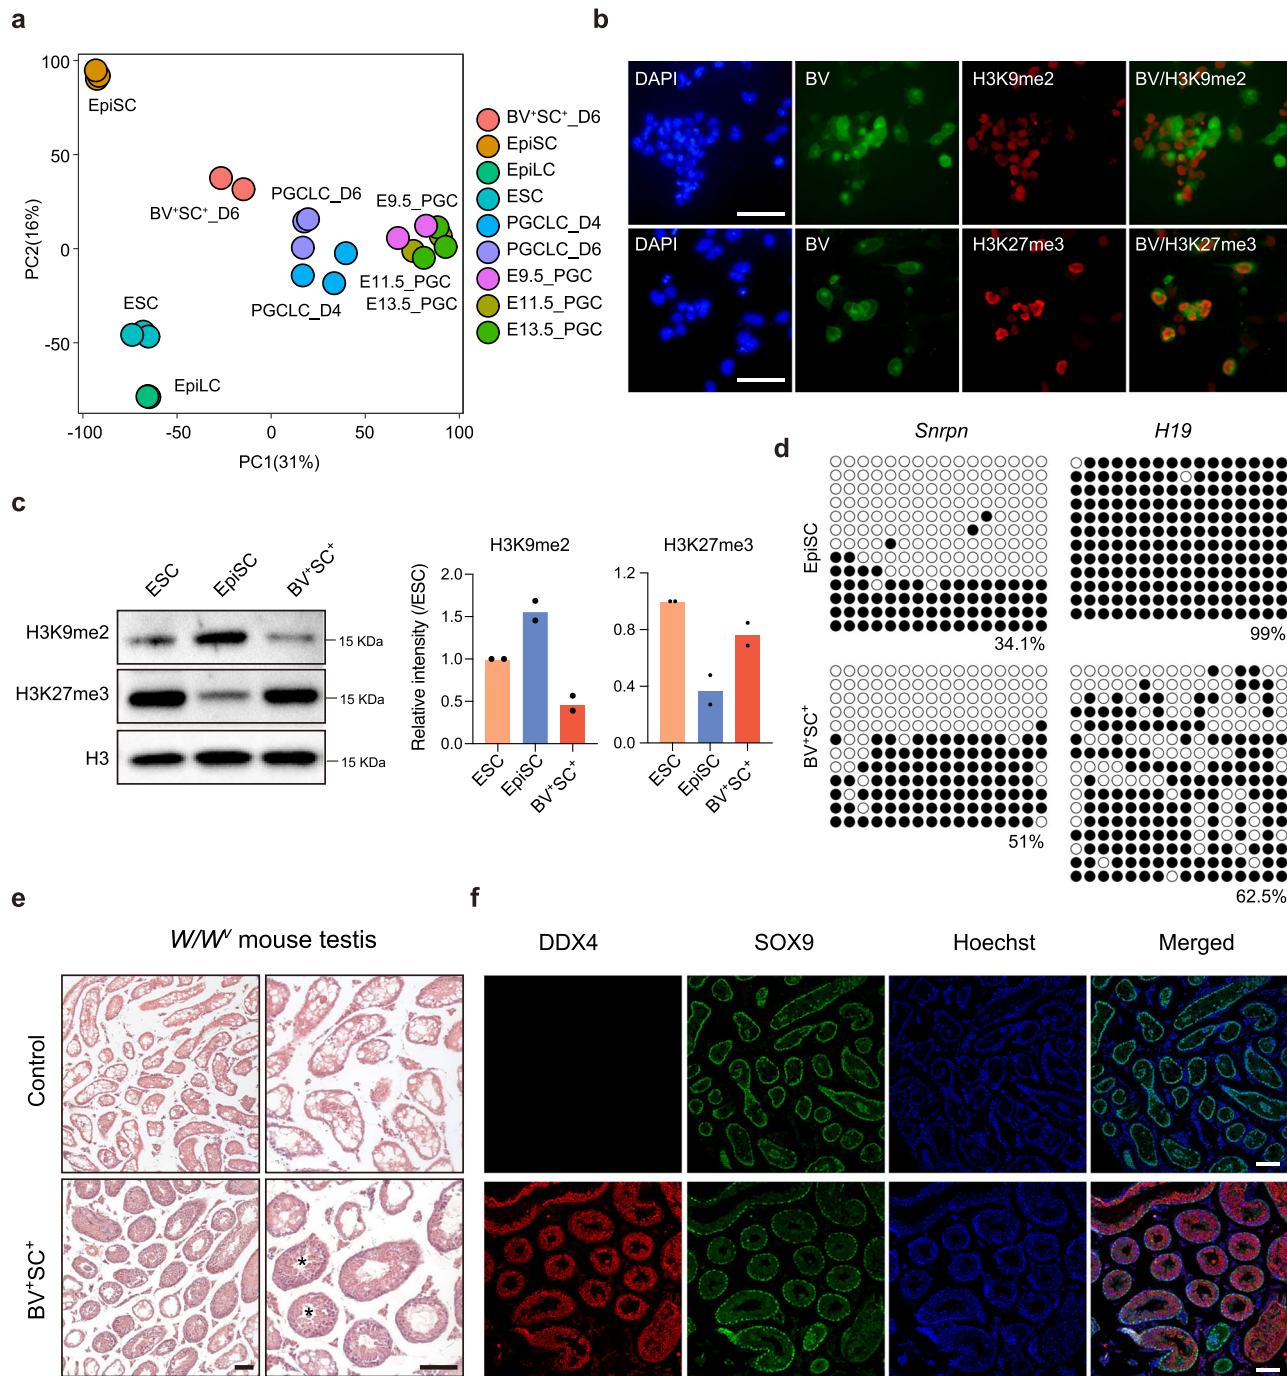 a
100
50
0
-50
-100
-50
0
50
100
PC2(16%)
PC1(31%)
EpiSC
BV⁺SC⁺_D6
PGCLC_D6
E9.5_PGC
ESC
PGCLC_D4
E11.5_PGC
E13.5_PGC
EpiLC
BV⁺SC⁺_D6
EpiSC
EpiLC
ESC
PGCLC_D4
PGCLC_D6
E9.5_PGC
E11.5_PGC
E13.5_PGC
b
DAPI
BV
H3K9me2
BV/H3K9me2
DAPI
BV
H3K27me3
BV/H3K27me3
c
ESC
EpiSC
BV⁺SC⁺
H3K9me2
15 KDa
H3K27me3
15 KDa
H3
15 KDa
H3K9me2
Relative intensity (/ESC)
2.0
1.5
1.0
0.5
0.0
ESC
EpiSC
BV⁺SC⁺
H3K27me3
1.2
0.8
0.4
0.0
ESC
EpiSC
BV⁺SC⁺
d
Snrpn
H19
EpiSC
34.1%
99%
BV⁺SC⁺
51%
62.5%
e
W/Wᵛ mouse testis
Control
BV⁺SC⁺
*
*
f
DDX4
SOX9
Hoechst
Merged